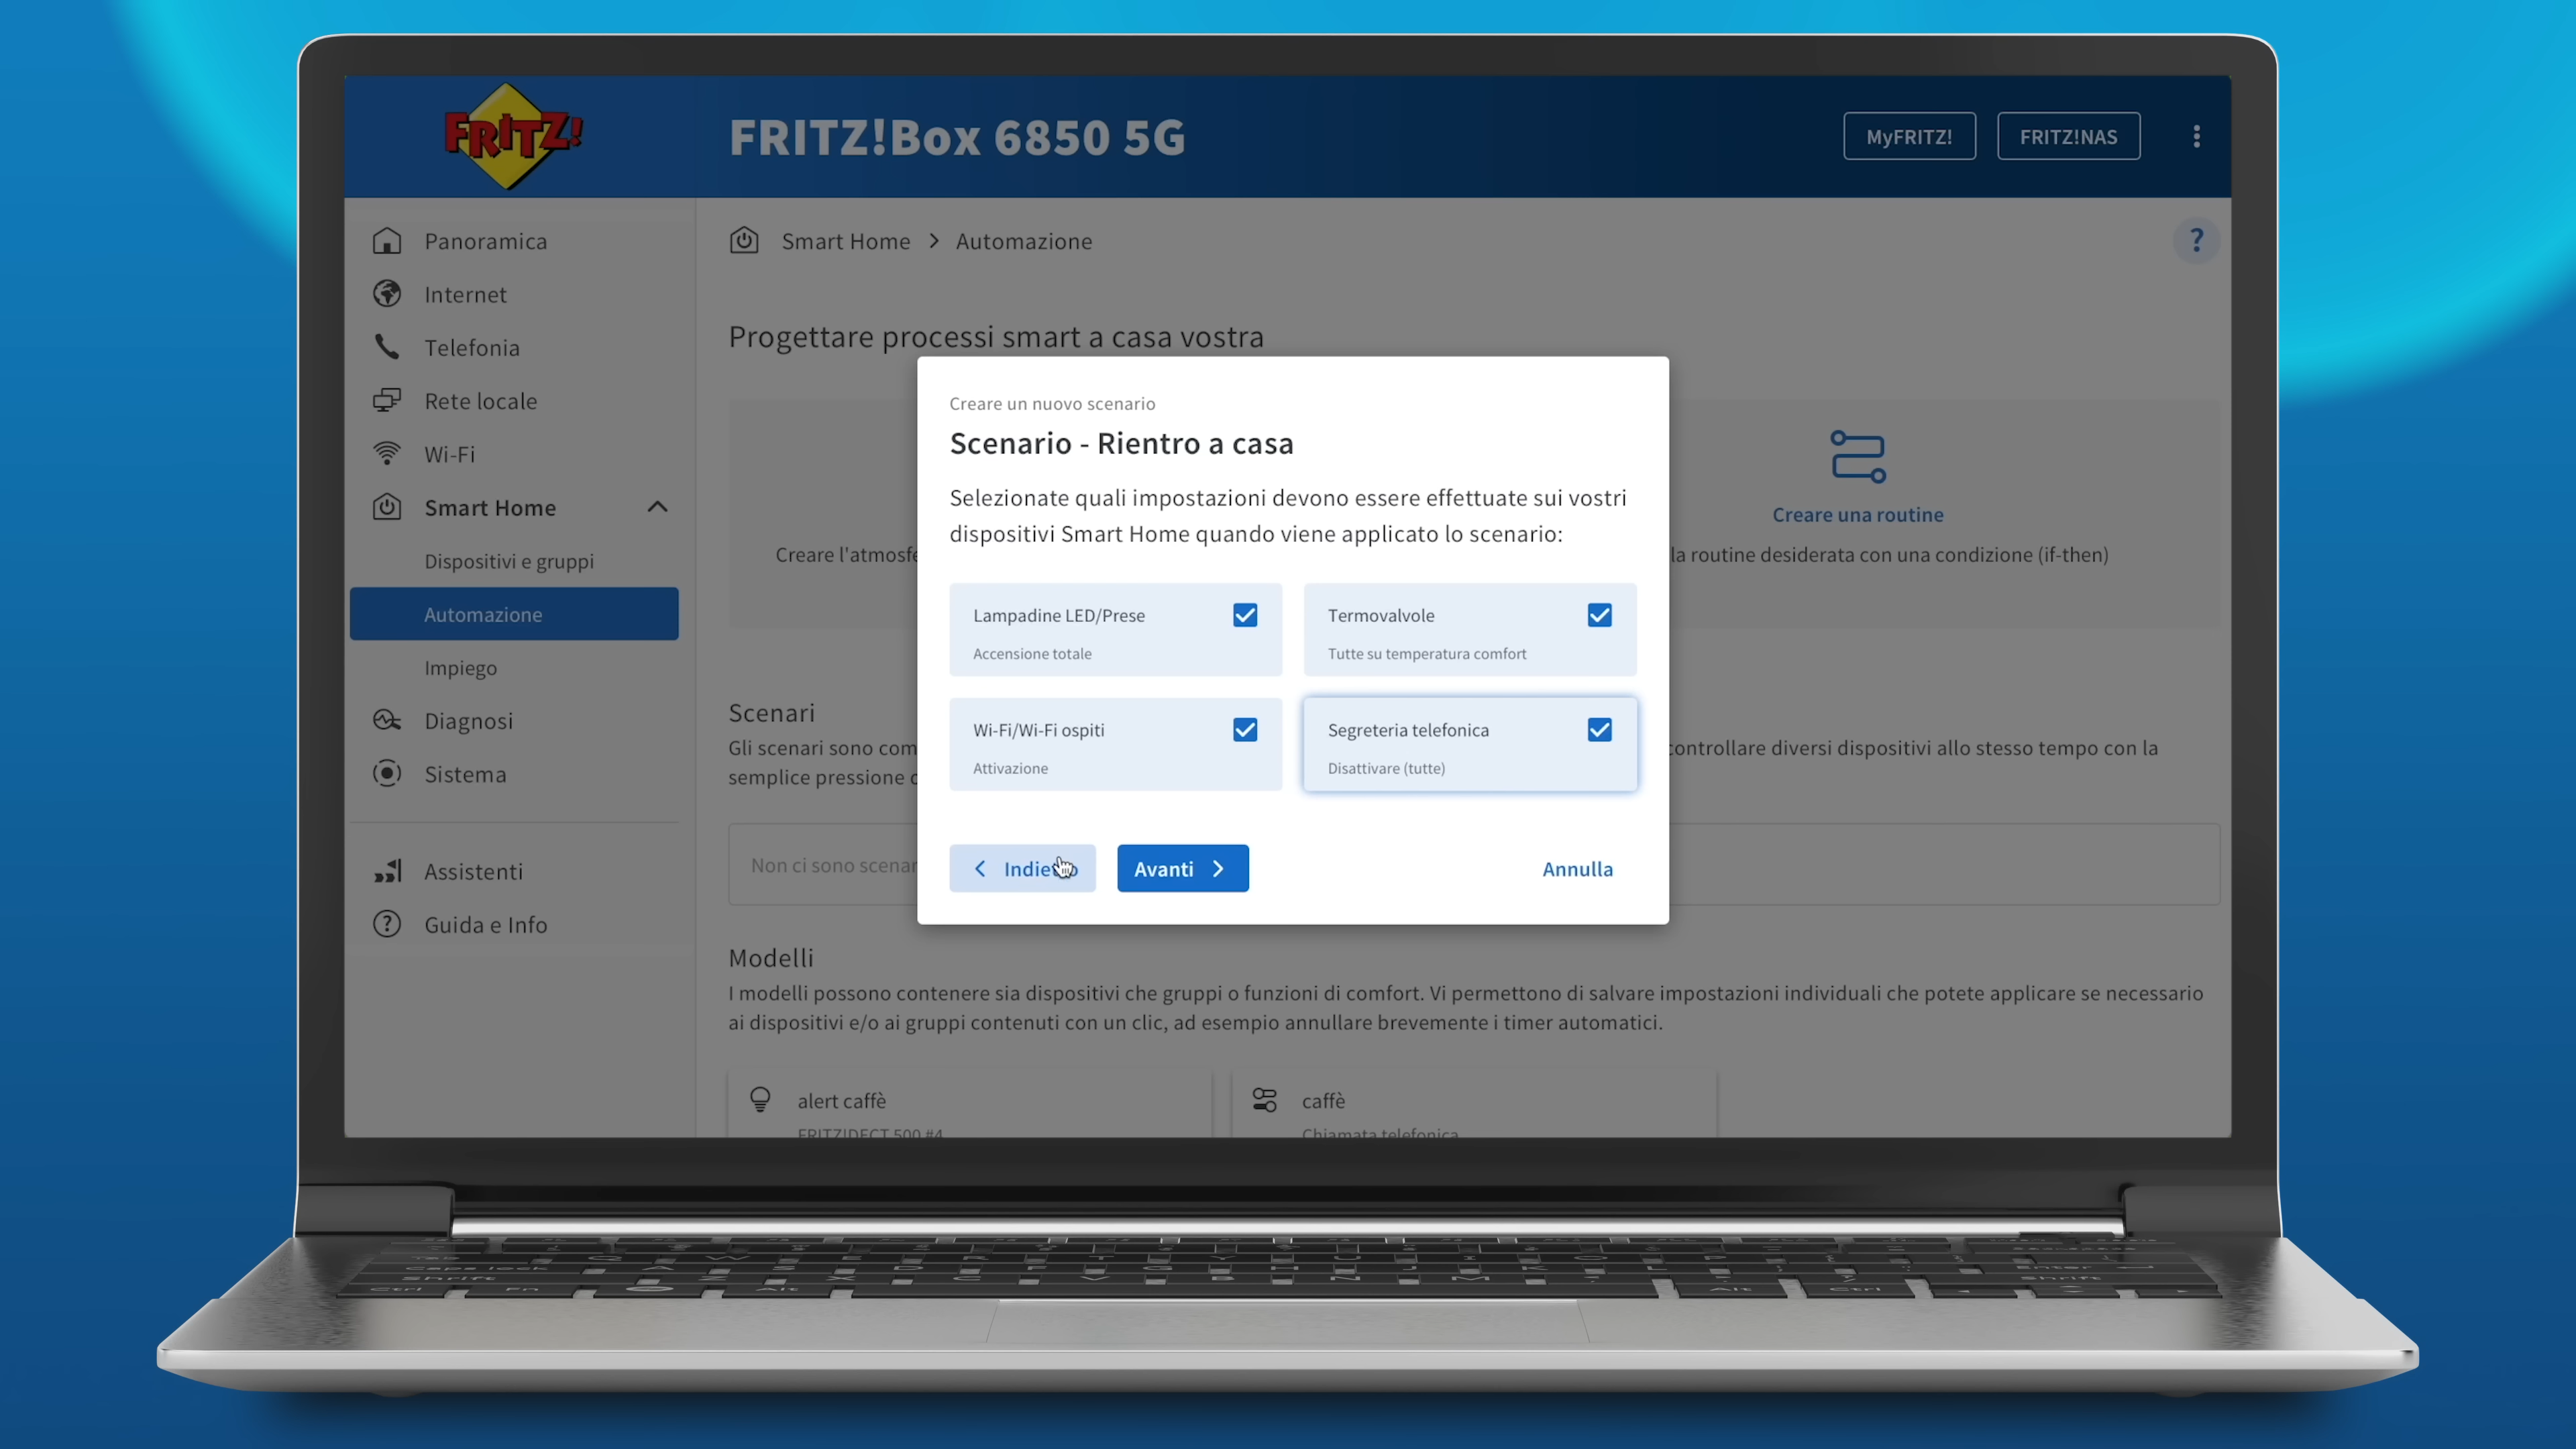 FRITZ!
FRITZ!Box 6850 5G
MyFRITZ!
FRITZ!NAS
Panoramica
Internet
Telefonia
Rete locale
Wi-Fi
Smart Home
Dispositivi e gruppi
Automazione
Impiego
Diagnosi
Sistema
Assistenti
Guida e Info
Smart Home > Automazione
?
Progettare processi smart a casa vostra
Creare una routine
Creare l'atmosfe
la routine desiderata con una condizione (if-then)
Creare un nuovo scenario
Scenario - Rientro a casa
Selezionate quali impostazioni devono essere effettuate sui vostri
dispositivi Smart Home quando viene applicato lo scenario:
Lampadine LED/Prese
Accensione totale
Termovalvole
Tutte su temperatura comfort
Wi-Fi/Wi-Fi ospiti
Attivazione
Segreteria telefonica
Disattivare (tutte)
Avanti
Annulla
Scenari
Gli scenari sono com
controllare diversi dispositivi allo stesso tempo con la
semplice pressione
Non ci sono scenar
Modelli
I modelli possono contenere sia dispositivi che gruppi o funzioni di comfort. Vi permettono di salvare impostazioni individuali che potete applicare se necessario
ai dispositivi e/o ai gruppi contenuti con un clic, ad esempio annullare brevemente i timer automatici.
alert caffè
FRITZ!DECT 500 #4
caffè
Chiamata telefonica